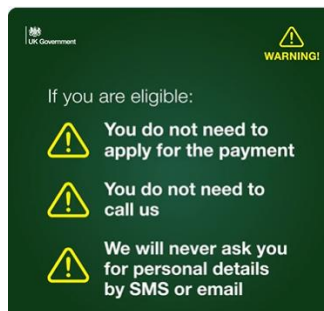 UK Government
WARNING!
If you are eligible:
You do not need to
apply for the payment
You do not need to
call us
We will never ask you
for personal details
by SMS or email